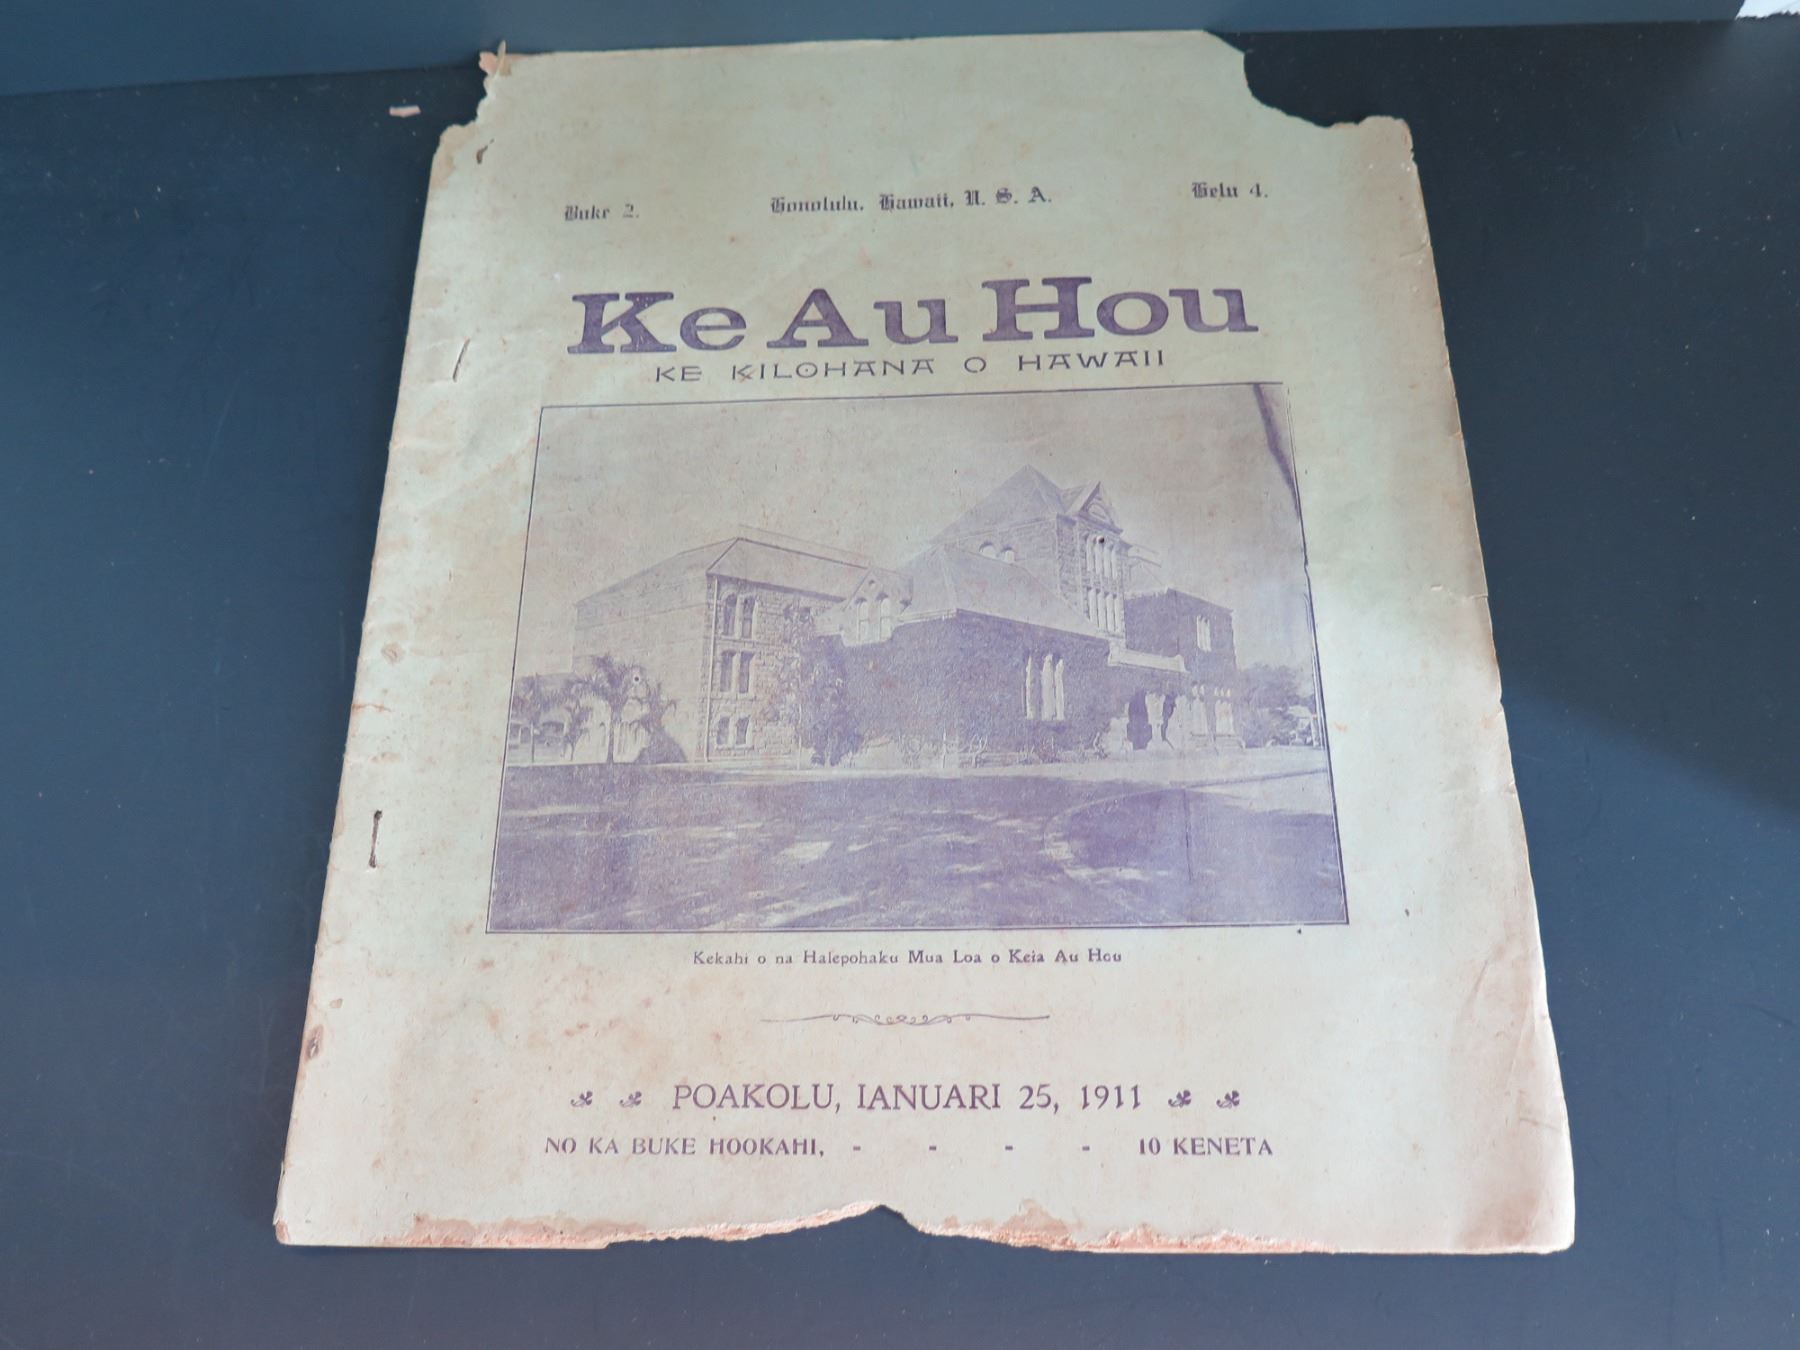 Buke 2. Honolulu, Hawaii, U. S. A. Helu 4.
Ke Au Hou
KE KILOHANA O HAWAII
Kekahi o na Halepohaku Mua Loa o Keia Au Hou
POAKOLU, IANUARI 25, 1911
NO KA BUKE HOOKAHI, - - - - 10 KENETA